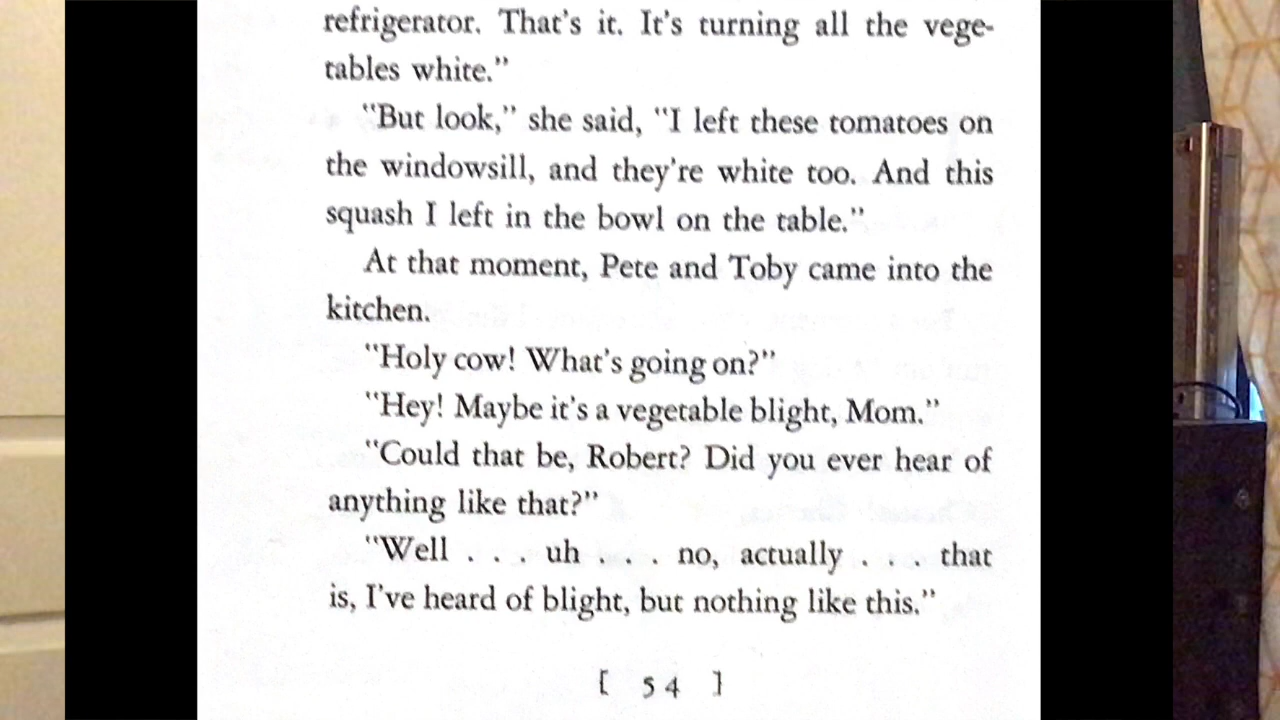 refrigerator. That's it. It's turning all the vege-
tables white."
"But look," she said, "I left these tomatoes on
the windowsill, and they're white too. And this
squash I left in the bowl on the table."
At that moment, Pete and Toby came into the
kitchen.
"Holy cow! What's going on?"
"Hey! Maybe it's a vegetable blight, Mom."
"Could that be, Robert? Did you ever hear of
anything like that?"
"Well . . . uh . . . no, actually . . . that
is, I've heard of blight, but nothing like this."
[ 54 ]